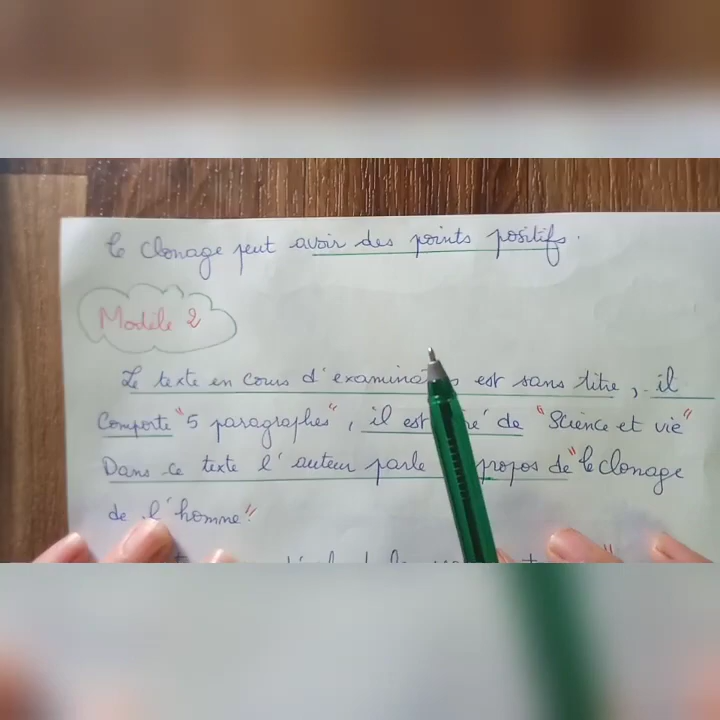 le clonage peut avoir des points positifs.
Modèle 2
Le texte en cours d'examination est sans titre, il
Comporte "5 paragraphes", il est de "Science et vie"
Dans ce texte l'auteur parle propos de "le clonage
de l'homme".